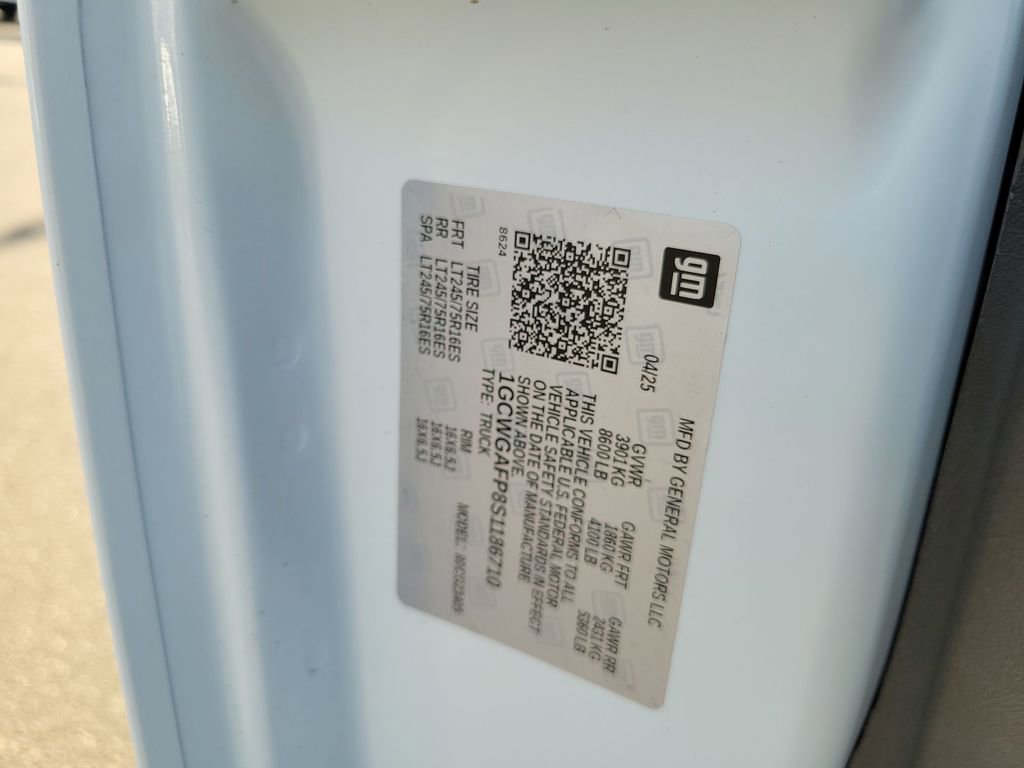 gm
MFD BY GENERAL MOTORS LLC
04/25
GVWR GAWR FRT GAWR RR
3901 KG 1860 KG 2431 KG
8600 LB 4100 LB 5360 LB
THIS VEHICLE CONFORMS TO ALL
APPLICABLE U.S. FEDERAL MOTOR
VEHICLE SAFETY STANDARDS IN EFFECT
ON THE DATE OF MANUFACTURE
SHOWN ABOVE.
8624
1GCWGAFP8S1186710
TYPE: TRUCK
TIRE SIZE RIM MODEL:
FRT LT245/75R16ES 16X6.5J
RR LT245/75R16ES 16X6.5J
SPA LT245/75R16ES 16X6.5J